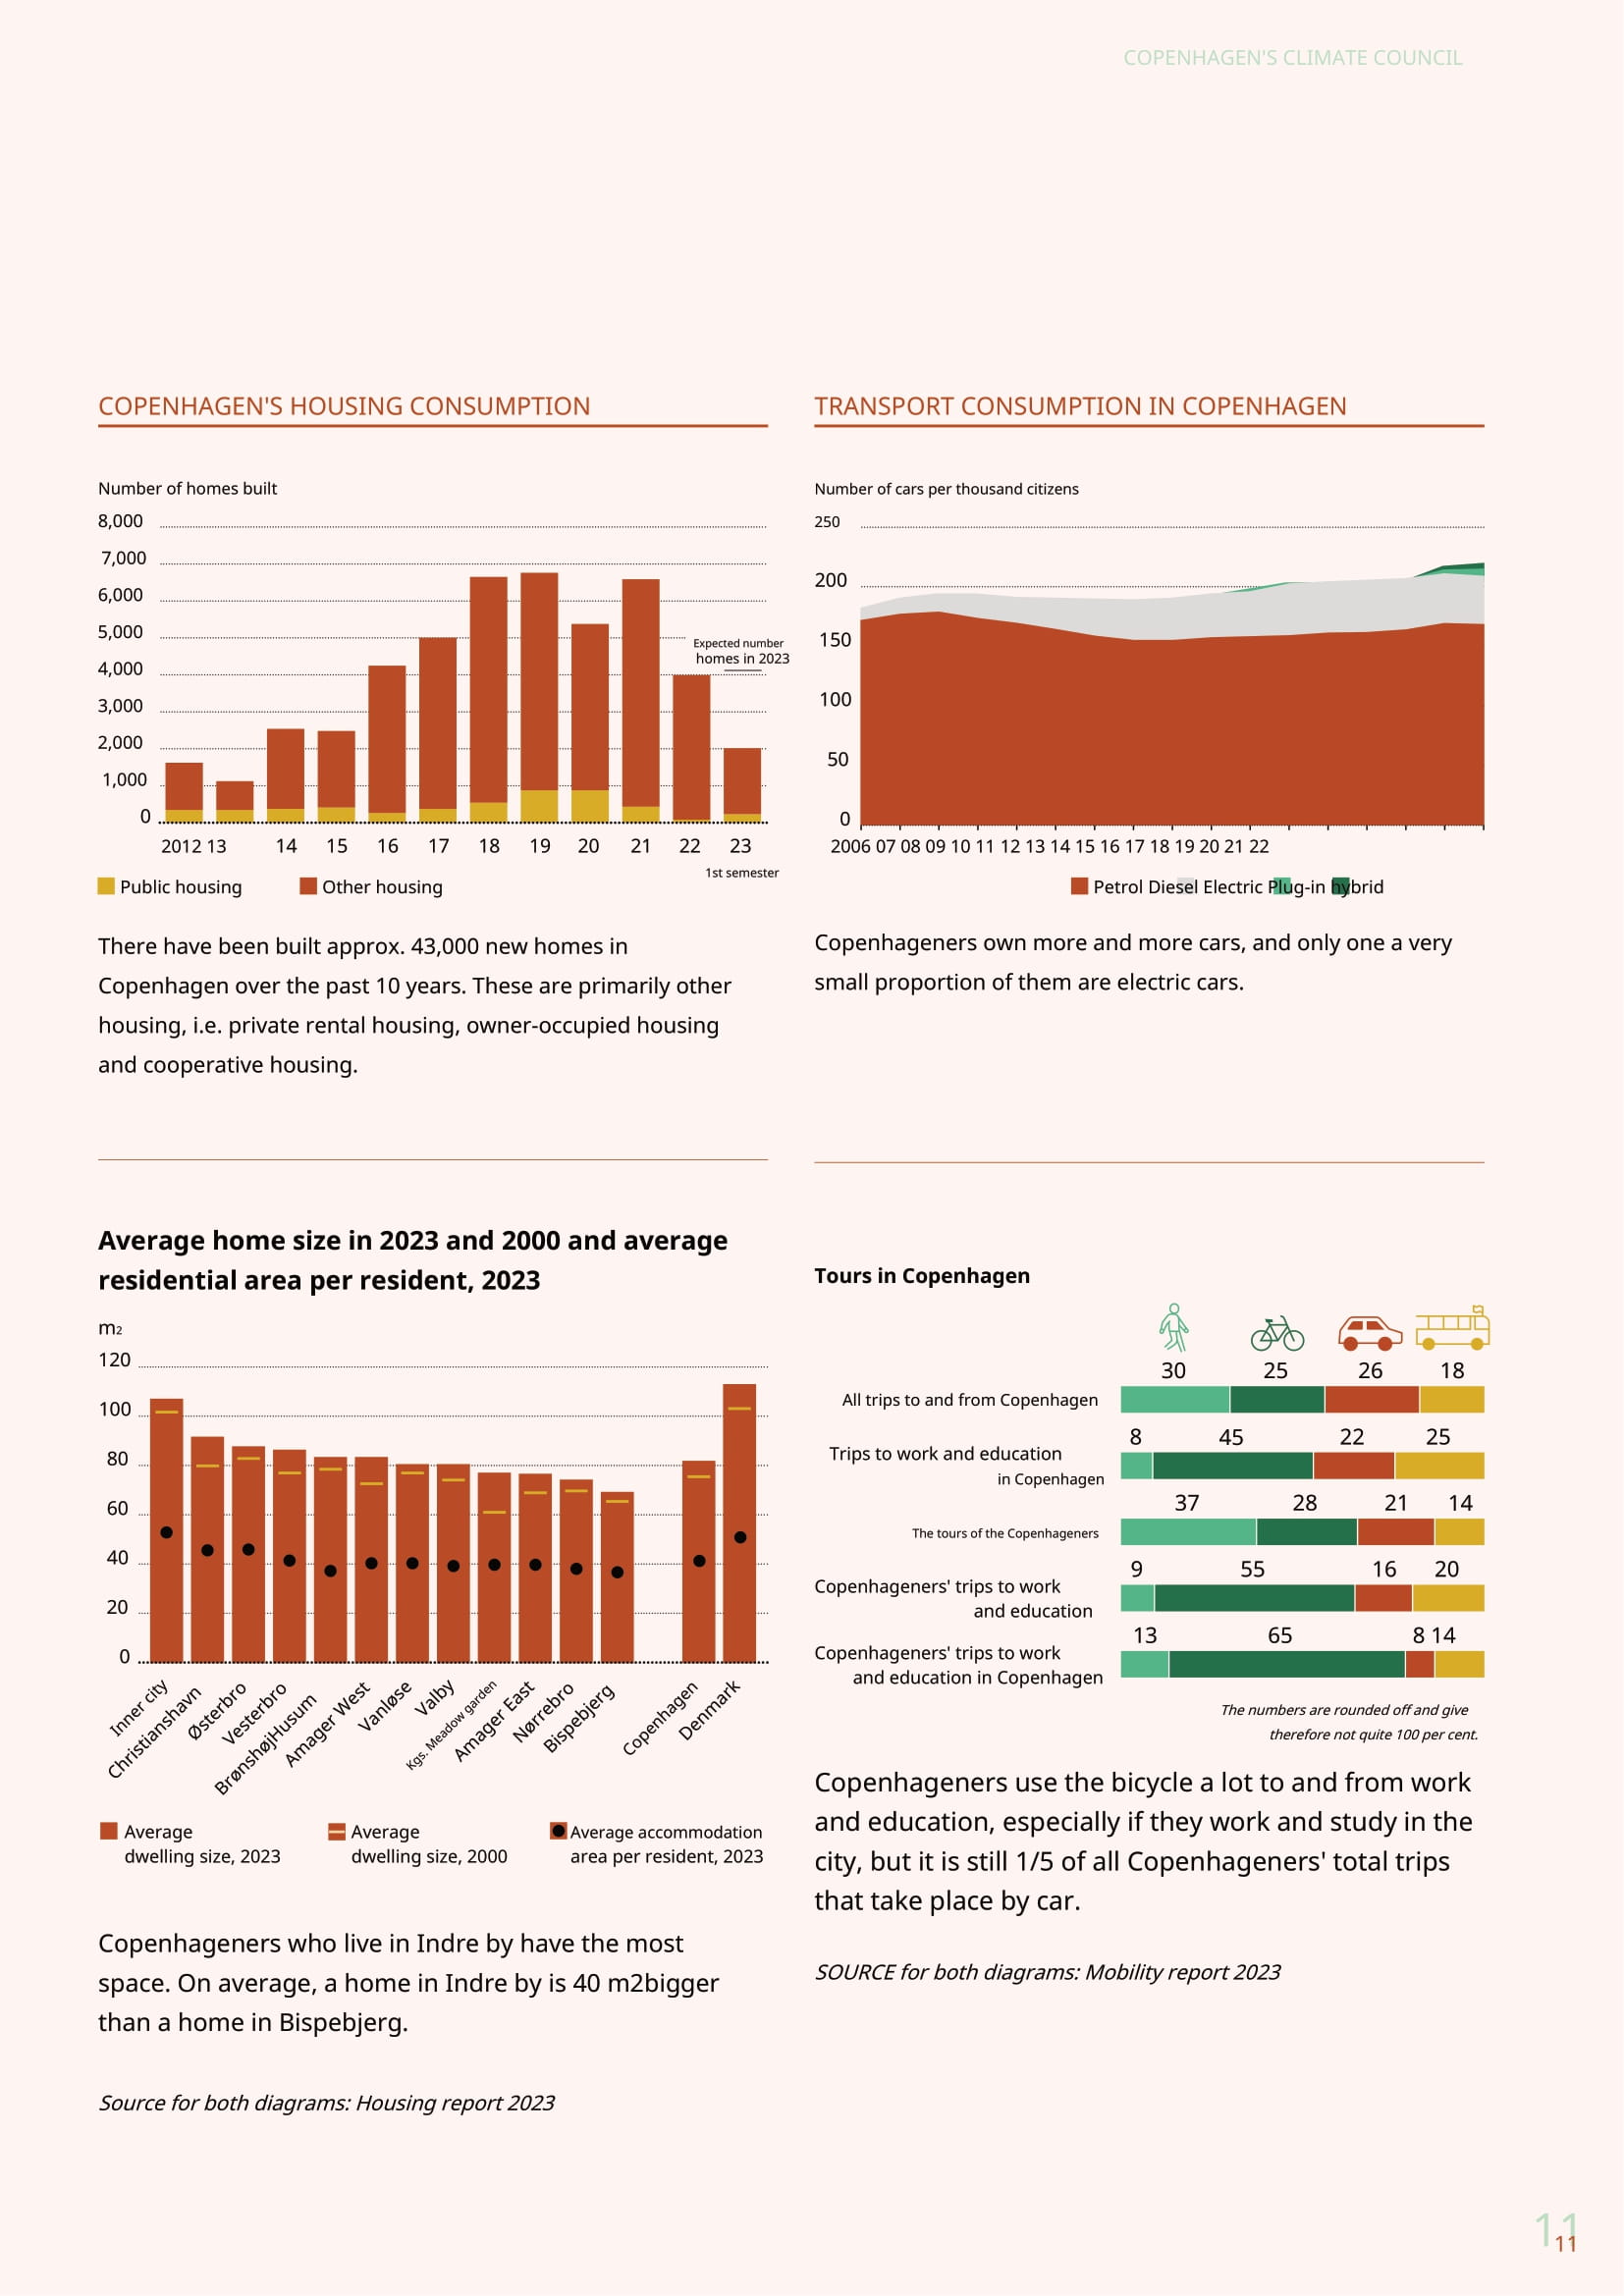 COPENHAGEN'S CLIMATE COUNCIL
COPENHAGEN'S HOUSING CONSUMPTION
Number of homes built
8,000
7,000
6,000
5,000
4,000
3,000
2,000
1,000
0
Expected number
homes in 2023
2012 13 14 15 16 17 18 19 20 21 22 23
1st semester
Public housing Other housing
There have been built approx. 43,000 new homes in
Copenhagen over the past 10 years. These are primarily other
housing, i.e. private rental housing, owner-occupied housing
and cooperative housing.
TRANSPORT CONSUMPTION IN COPENHAGEN
Number of cars per thousand citizens
250
200
150
100
50
0
2006 07 08 09 10 11 12 13 14 15 16 17 18 19 20 21 22
Petrol Diesel Electric Plug-in hybrid
Copenhageners own more and more cars, and only one a very
small proportion of them are electric cars.
Average home size in 2023 and 2000 and average
residential area per resident, 2023
m2
120
100
80
60
40
20
0
Inner city
Christianshavn
Østerbro
Vesterbro
BrønshøjHusum
Amager West
Vanløse
Valby
Kgs. Meadow garden
Amager East
Nørrebro
Bispebjerg
Copenhagen
Denmark
Average Average Average accommodation
dwelling size, 2023 dwelling size, 2000 area per resident, 2023
Copenhageners who live in Indre by have the most
space. On average, a home in Indre by is 40 m2bigger
than a home in Bispebjerg.
Source for both diagrams: Housing report 2023
Tours in Copenhagen
30 25 26 18
All trips to and from Copenhagen
8 45 22 25
Trips to work and education
in Copenhagen
37 28 21 14
The tours of the Copenhageners
9 55 16 20
Copenhageners' trips to work
and education
13 65 8 14
Copenhageners' trips to work
and education in Copenhagen
The numbers are rounded off and give
therefore not quite 100 per cent.
Copenhageners use the bicycle a lot to and from work
and education, especially if they work and study in the
city, but it is still 1/5 of all Copenhageners' total trips
that take place by car.
SOURCE for both diagrams: Mobility report 2023
11
11